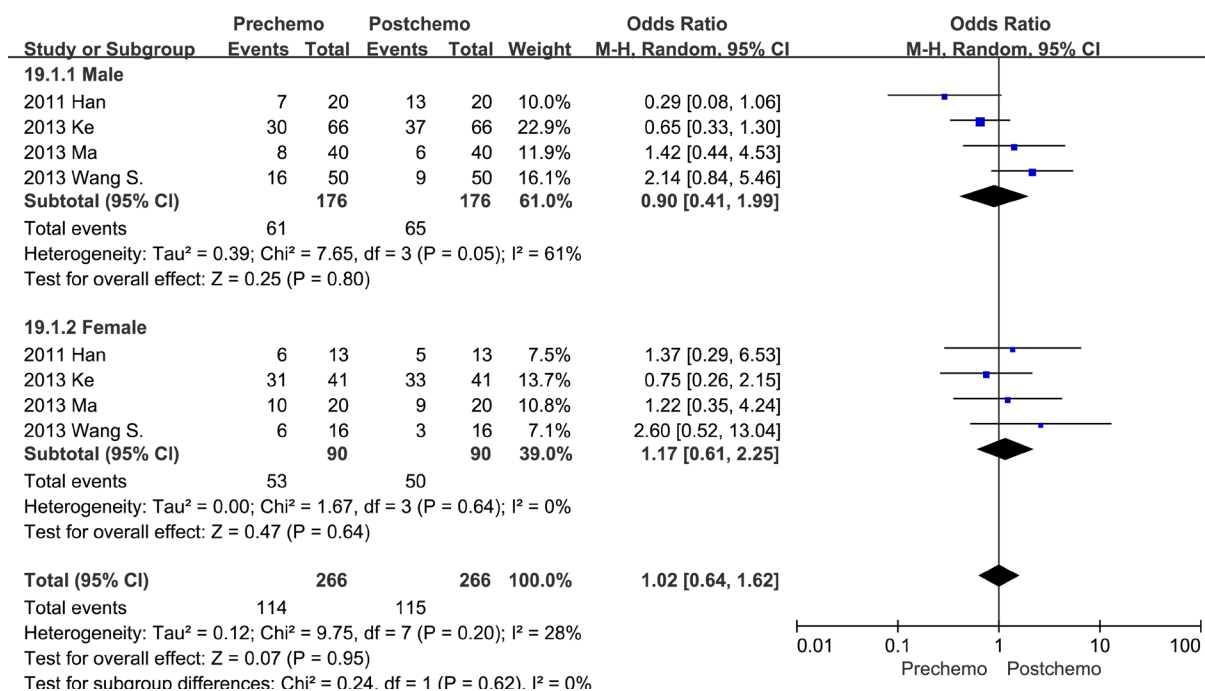 Prechemo Postchemo Odds Ratio Odds Ratio
Study or Subgroup Events Total Events Total Weight M-H, Random, 95% CI M-H, Random, 95% CI
19.1.1 Male
2011 Han 7 20 13 20 10.0% 0.29 [0.08, 1.06]
2013 Ke 30 66 37 66 22.9% 0.65 [0.33, 1.30]
2013 Ma 8 40 6 40 11.9% 1.42 [0.44, 4.53]
2013 Wang S. 16 50 9 50 16.1% 2.14 [0.84, 5.46]
Subtotal (95% CI) 176 176 61.0% 0.90 [0.41, 1.99]
Total events 61 65
Heterogeneity: Tau² = 0.39; Chi² = 7.65, df = 3 (P = 0.05); I² = 61%
Test for overall effect: Z = 0.25 (P = 0.80)
19.1.2 Female
2011 Han 6 13 5 13 7.5% 1.37 [0.29, 6.53]
2013 Ke 31 41 33 41 13.7% 0.75 [0.26, 2.15]
2013 Ma 10 20 9 20 10.8% 1.22 [0.35, 4.24]
2013 Wang S. 6 16 3 16 7.1% 2.60 [0.52, 13.04]
Subtotal (95% CI) 90 90 39.0% 1.17 [0.61, 2.25]
Total events 53 50
Heterogeneity: Tau² = 0.00; Chi² = 1.67, df = 3 (P = 0.64); I² = 0%
Test for overall effect: Z = 0.47 (P = 0.64)
Total (95% CI) 266 266 100.0% 1.02 [0.64, 1.62]
Total events 114 115
Heterogeneity: Tau² = 0.12; Chi² = 9.75, df = 7 (P = 0.20); I² = 28%
Test for overall effect: Z = 0.07 (P = 0.95)
Test for subgroup differences: Chi² = 0.24, df = 1 (P = 0.62), I² = 0%
0.01 0.1 1 10 100
Prechemo Postchemo